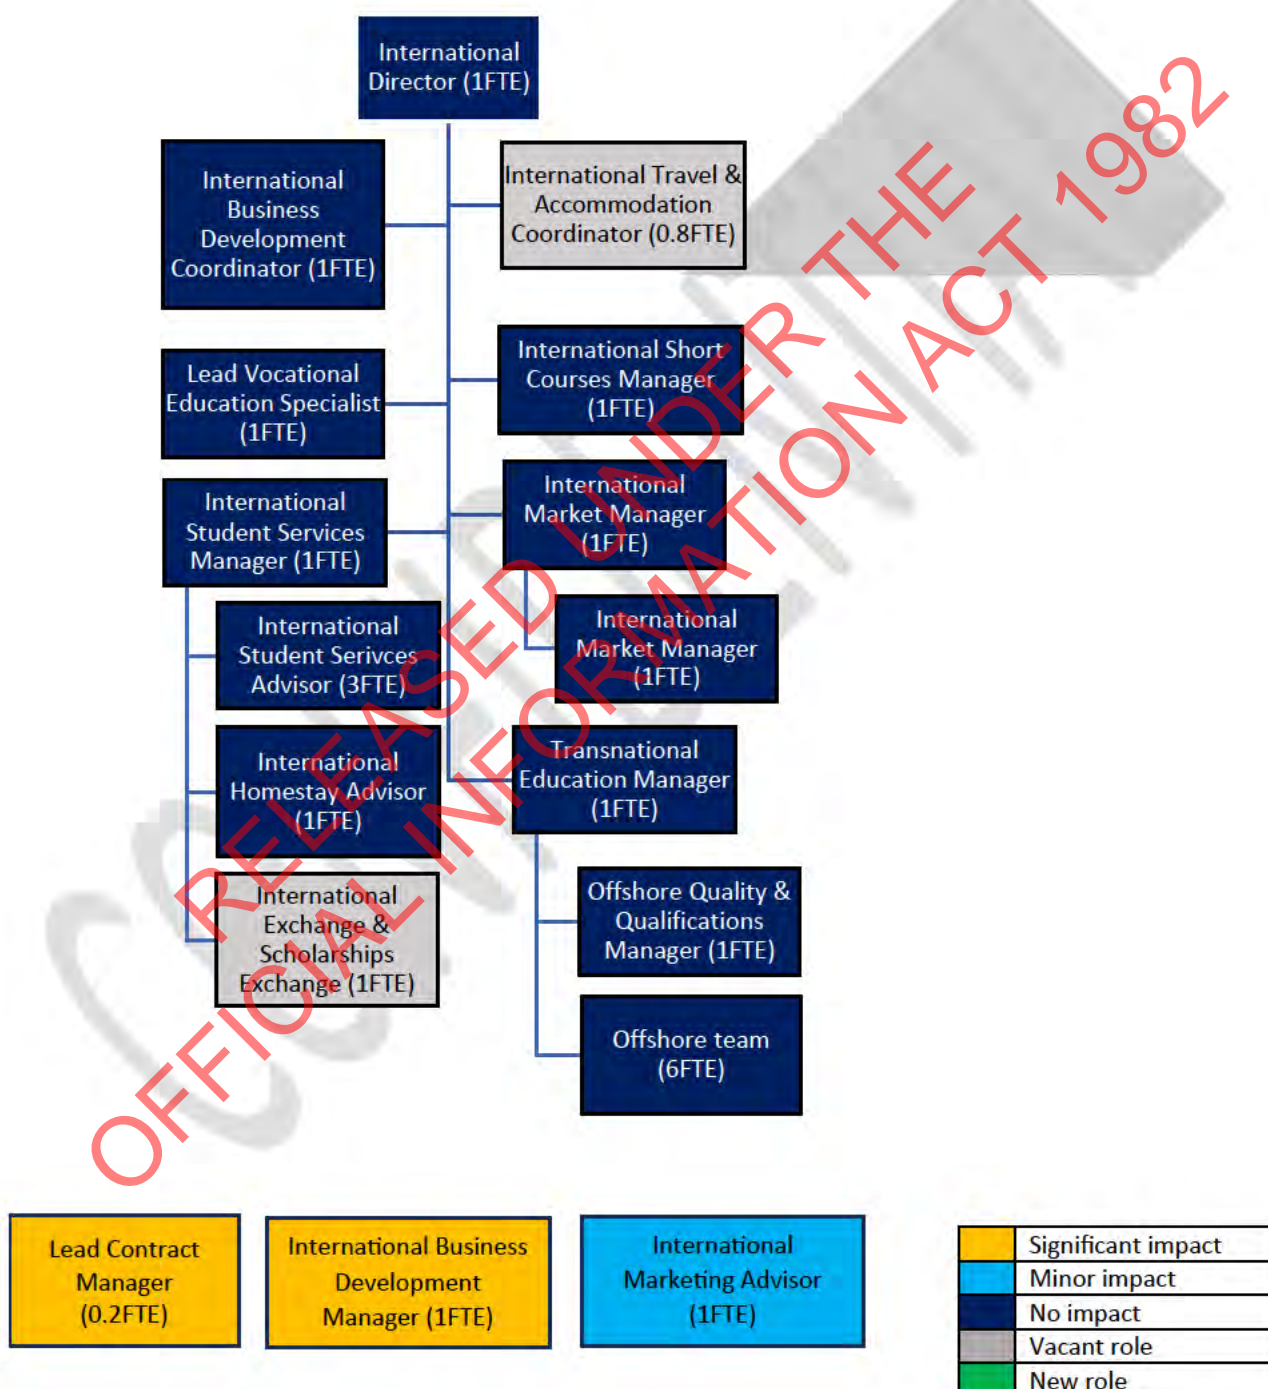 International
Director (1FTE)
International
Business
Development
Coordinator (1FTE)
International Travel &
Accommodation
Coordinator (0.8FTE)
Lead Vocational
Education Specialist
(1FTE)
International Short
Courses Manager
(1FTE)
International
Student Services
Manager (1FTE)
International
Market Manager
(1FTE)
International
Student Serivces
Advisor (3FTE)
International
Market Manager
(1FTE)
International
Homestay Advisor
(1FTE)
Transnational
Education Manager
(1FTE)
International
Exchange &
Scholarships
Exchange (1FTE)
Offshore Quality &
Qualifications
Manager (1FTE)
Offshore team
(6FTE)
Lead Contract
Manager
(0.2FTE)
International Business
Development
Manager (1FTE)
International
Marketing Advisor
(1FTE)
Significant impact
Minor impact
No impact
Vacant role
New role
RELEASED UNDER THE
OFFICIAL INFORMATION ACT 1982